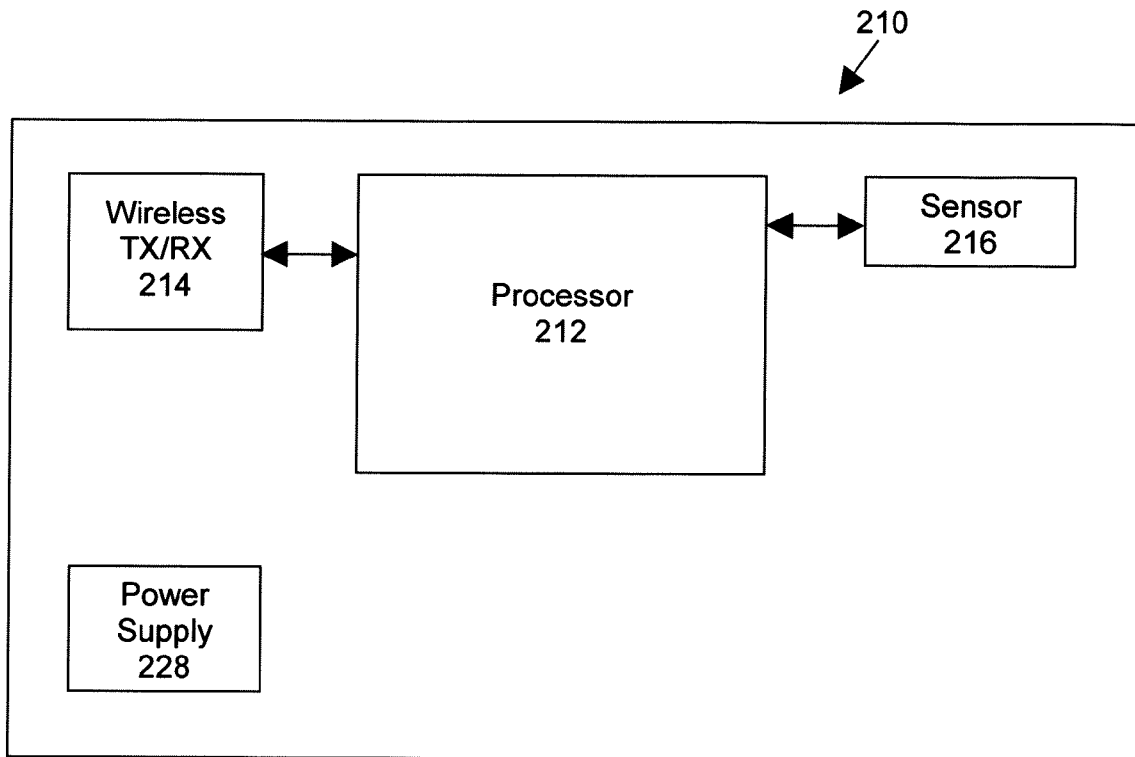 210
Wireless
TX/RX
214
Processor
212
Sensor
216
Power
Supply
228